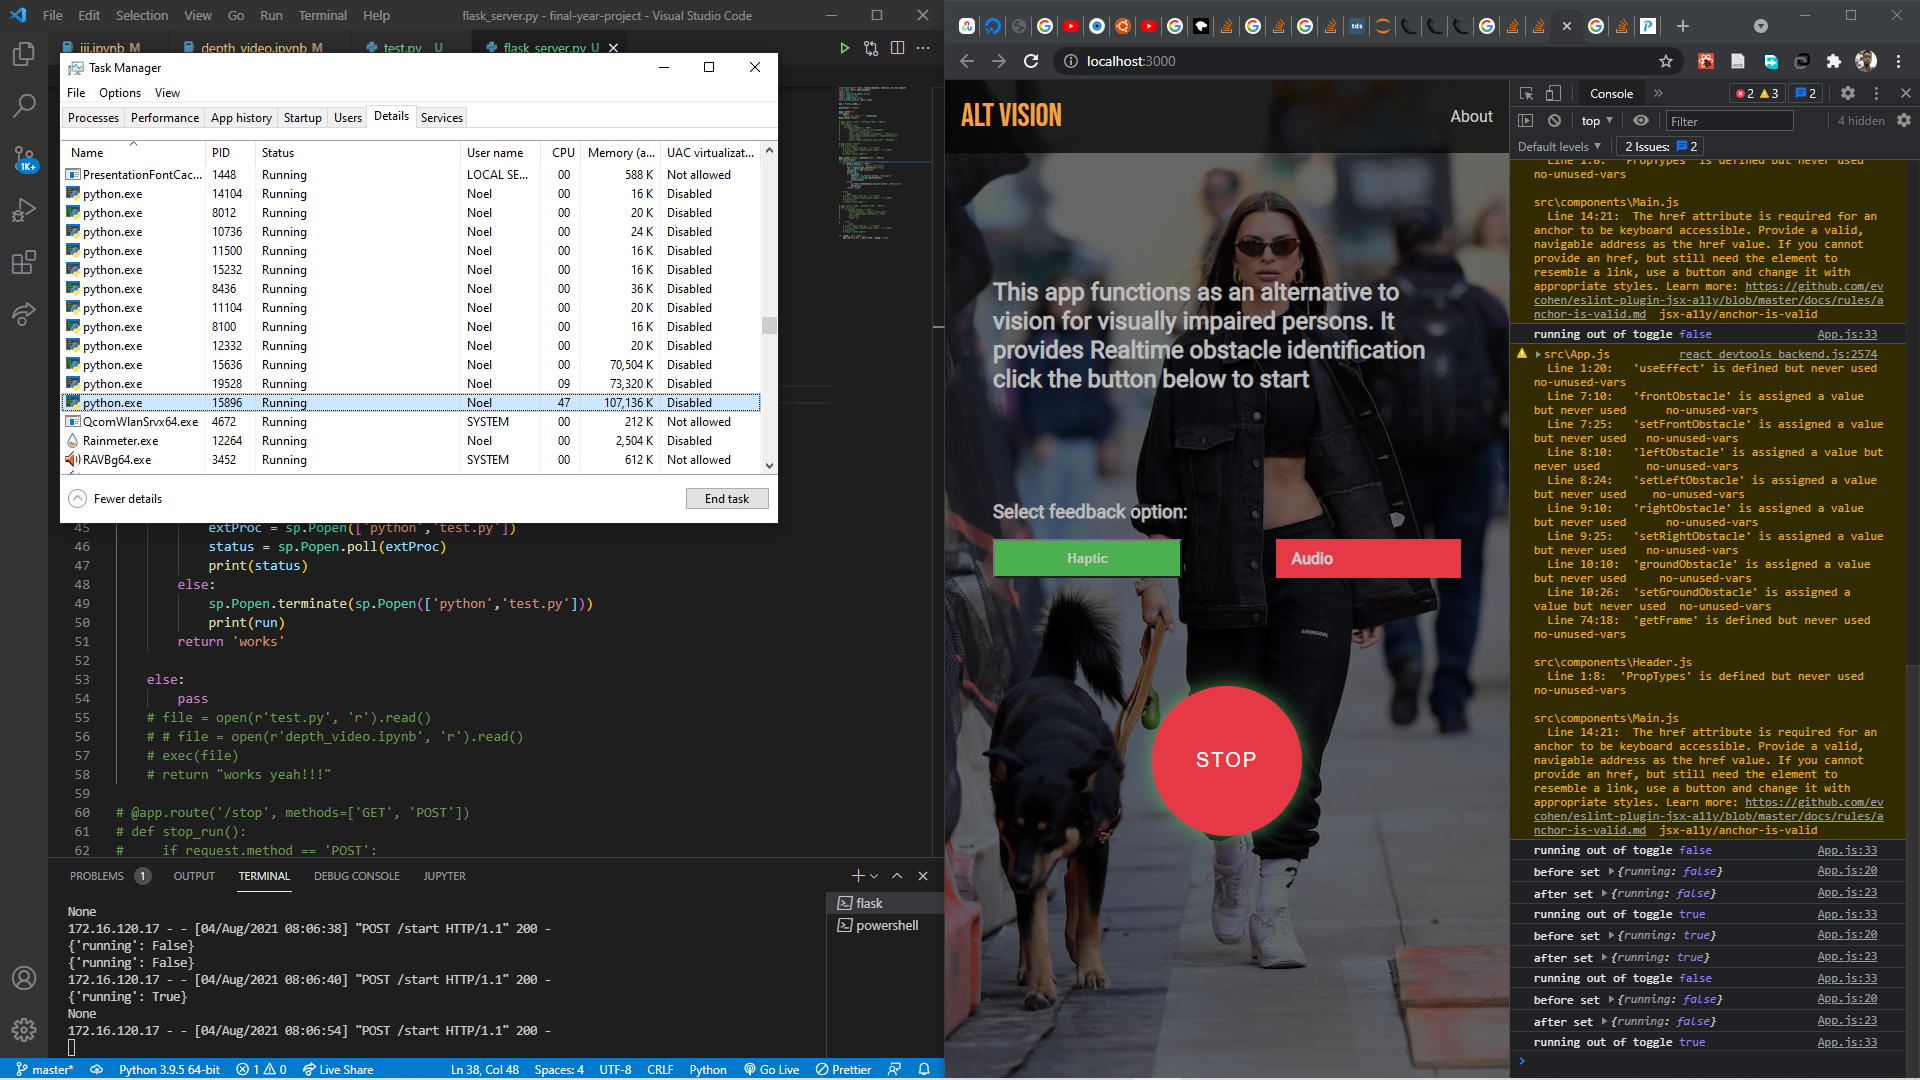 File Edit Selection View Go Run Terminal Help flask_server.py - final-year-project - Visual Studio Code
iii.ipynb M depth_video.ipynb M test.py U flask_server.py U
Task Manager
File Options View
Processes Performance App history Startup Users Details Services
Name PID Status User name CPU Memory (a... UAC virtualizat...
PresentationFontCac... 1448 Running LOCAL SE... 00 588 K Not allowed
python.exe 14104 Running Noel 00 16 K Disabled
python.exe 8012 Running Noel 00 20 K Disabled
python.exe 10736 Running Noel 00 24 K Disabled
python.exe 11500 Running Noel 00 16 K Disabled
python.exe 15232 Running Noel 00 16 K Disabled
python.exe 8436 Running Noel 00 36 K Disabled
python.exe 11104 Running Noel 00 20 K Disabled
python.exe 8100 Running Noel 00 16 K Disabled
python.exe 12332 Running Noel 00 20 K Disabled
python.exe 15636 Running Noel 00 70,504 K Disabled
python.exe 19528 Running Noel 09 73,320 K Disabled
python.exe 15896 Running Noel 47 107,136 K Disabled
QcomWlanSrvx64.exe 4672 Running SYSTEM 00 212 K Not allowed
Rainmeter.exe 12264 Running Noel 00 2,504 K Disabled
RAVBg64.exe 3452 Running SYSTEM 00 612 K Not allowed
Fewer details End task
1K+
45 extProc = sp.Popen(['python','test.py'])
46 status = sp.Popen.poll(extProc)
47 print(status)
48 else:
49 sp.Popen.terminate(sp.Popen(['python','test.py']))
50 print(run)
51 return 'works'
52
53 else:
54 pass
55 # file = open(r'test.py', 'r').read()
56 # # file = open(r'depth_video.ipynb', 'r').read()
57 # exec(file)
58 # return "works yeah!!!"
59
60 # @app.route('/stop', methods=['GET', 'POST'])
61 # def stop_run():
62 # if request.method == 'POST':
PROBLEMS 1 OUTPUT TERMINAL DEBUG CONSOLE JUPYTER
flask
powershell
None
172.16.120.17 - - [04/Aug/2021 08:06:38] "POST /start HTTP/1.1" 200 -
{'running': False}
{'running': False}
172.16.120.17 - - [04/Aug/2021 08:06:40] "POST /start HTTP/1.1" 200 -
{'running': True}
None
172.16.120.17 - - [04/Aug/2021 08:06:54] "POST /start HTTP/1.1" 200 -
master* Python 3.9.5 64-bit 1 0 Live Share Ln 38, Col 48 Spaces: 4 UTF-8 CRLF Python Go Live Prettier
tds
localhost:3000
ALT VISION
About
This app functions as an alternative to
vision for visually impaired persons. It
provides Realtime obstacle identification
click the button below to start
Select feedback option:
Haptic Audio
STOP
Console 2 3 2
top Filter 4 hidden
Default levels 2 Issues: 2
Line 1:8: 'PropTypes' is defined but never used
no-unused-vars
src\components\Main.js
Line 14:21: The href attribute is required for an
anchor to be keyboard accessible. Provide a valid,
navigable address as the href value. If you cannot
provide an href, but still need the element to
resemble a link, use a button and change it with
appropriate styles. Learn more: https://github.com/ev
cohen/eslint-plugin-jsx-a11y/blob/master/docs/rules/a
nchor-is-valid.md jsx-a11y/anchor-is-valid
running out of toggle false App.js:33
src\App.js react_devtools_backend.js:2574
Line 1:20: 'useEffect' is defined but never used
no-unused-vars
Line 7:10: 'frontObstacle' is assigned a value
but never used no-unused-vars
Line 7:25: 'setFrontObstacle' is assigned a value
but never used no-unused-vars
Line 8:10: 'leftObstacle' is assigned a value but
never used no-unused-vars
Line 8:24: 'setLeftObstacle' is assigned a value
but never used no-unused-vars
Line 9:10: 'rightObstacle' is assigned a value
but never used no-unused-vars
Line 9:25: 'setRightObstacle' is assigned a value
but never used no-unused-vars
Line 10:10: 'groundObstacle' is assigned a value
but never used no-unused-vars
Line 10:26: 'setGroundObstacle' is assigned a
value but never used no-unused-vars
Line 74:18: 'getFrame' is defined but never used
no-unused-vars
src\components\Header.js
Line 1:8: 'PropTypes' is defined but never used
no-unused-vars
src\components\Main.js
Line 14:21: The href attribute is required for an
anchor to be keyboard accessible. Provide a valid,
navigable address as the href value. If you cannot
provide an href, but still need the element to
resemble a link, use a button and change it with
appropriate styles. Learn more: https://github.com/ev
cohen/eslint-plugin-jsx-a11y/blob/master/docs/rules/a
nchor-is-valid.md jsx-a11y/anchor-is-valid
running out of toggle false App.js:33
before set {running: false} App.js:20
after set {running: false} App.js:23
running out of toggle true App.js:33
before set {running: true} App.js:20
after set {running: true} App.js:23
running out of toggle false App.js:33
before set {running: false} App.js:20
after set {running: false} App.js:23
running out of toggle true App.js:33